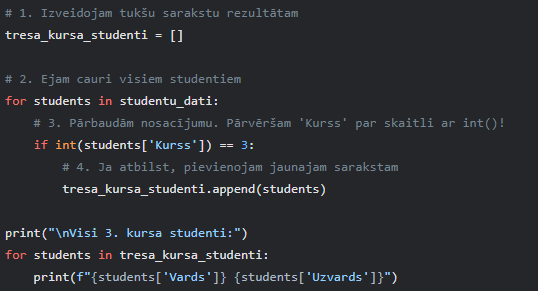 # 1. Izveidojam tukšu sarakstu rezultātam
tresa_kursa_studenti = []
# 2. Ejam cauri visiem studentiem
for students in studentu_dati:
    # 3. Pārbaudām nosacījumu. Pārvēršam 'Kurss' par skaitli ar int()!
    if int(students['Kurss']) == 3:
        # 4. Ja atbilst, pievienojam jaunajam sarakstam
        tresa_kursa_studenti.append(students)
print("\nVisi 3. kursa studenti:")
for students in tresa_kursa_studenti:
    print(f"{students['Vards']} {students['Uzvards']}")